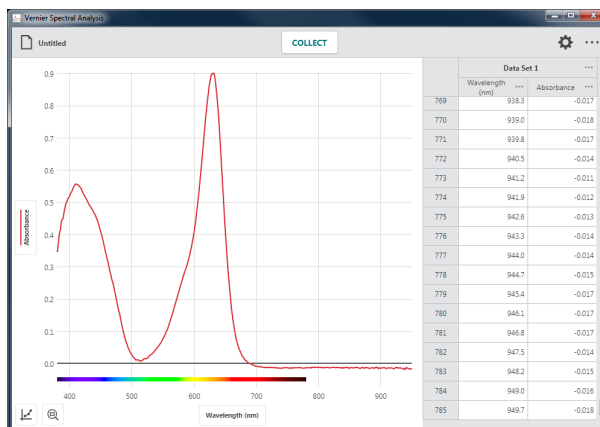 Vernier Spectral Analysis
Untitled
COLLECT
Data Set 1
Wavelength (nm) Absorbance
769 938.3 -0.017
770 939.0 -0.018
771 939.8 -0.017
772 940.5 -0.014
773 941.2 -0.011
774 941.9 -0.012
775 942.6 -0.013
776 943.3 -0.014
777 944.0 -0.014
778 944.7 -0.015
779 945.4 -0.017
780 946.1 -0.017
781 946.8 -0.017
782 947.5 -0.014
783 948.2 -0.015
784 949.0 -0.016
785 949.7 -0.018
Absorbance
0.9
0.8
0.7
0.6
0.5
0.4
0.3
0.2
0.1
0.0
400 500 600 700 800 900
Wavelength (nm)